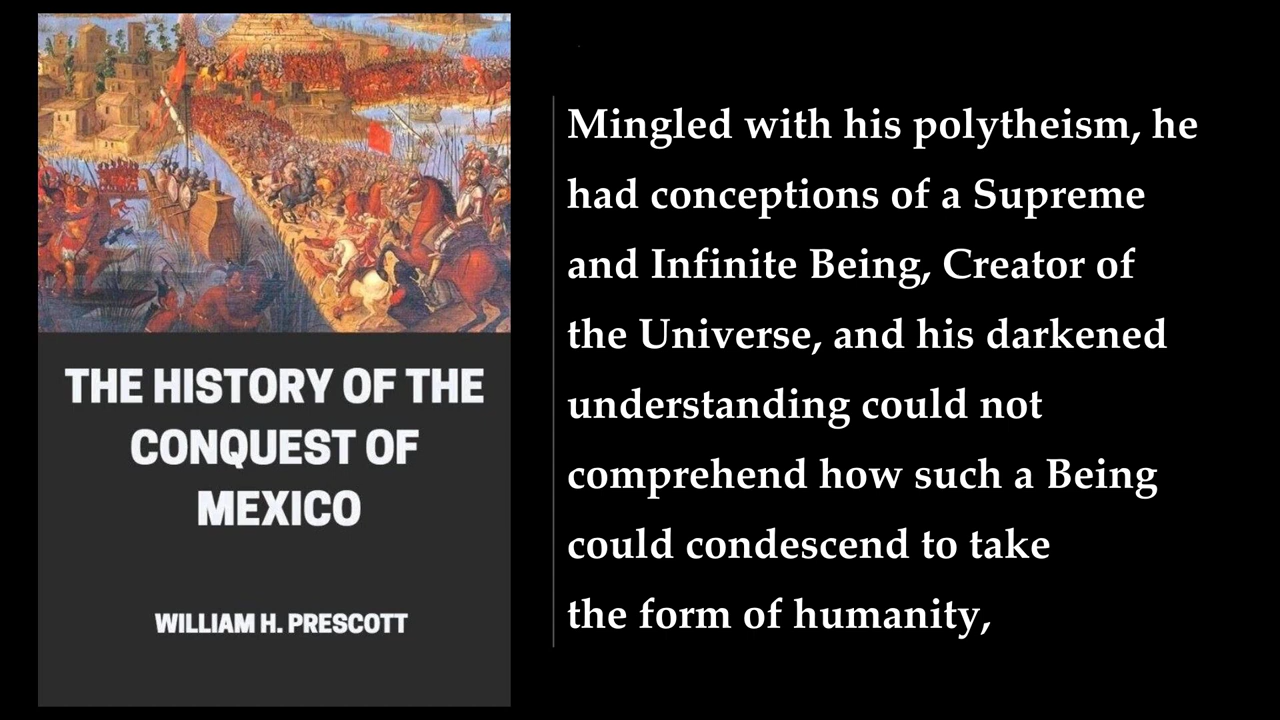 THE HISTORY OF THE
CONQUEST OF
MEXICO
WILLIAM H. PRESCOTT
Mingled with his polytheism, he
had conceptions of a Supreme
and Infinite Being, Creator of
the Universe, and his darkened
understanding could not
comprehend how such a Being
could condescend to take
the form of humanity,